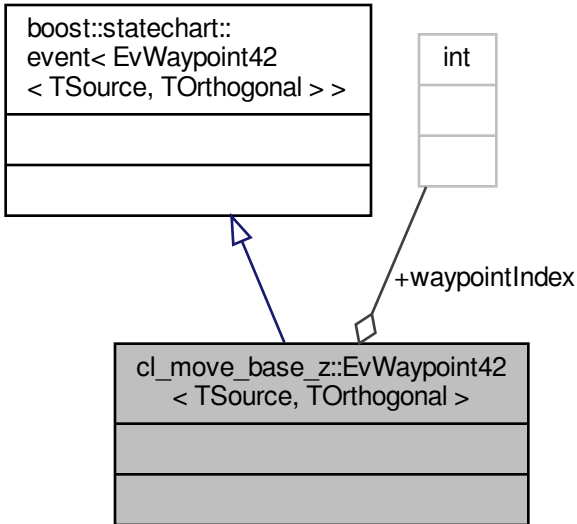 boost::statechart::
event< EvWaypoint42
< TSource, TOrthogonal > >
int
+waypointIndex
cl_move_base_z::EvWaypoint42
< TSource, TOrthogonal >